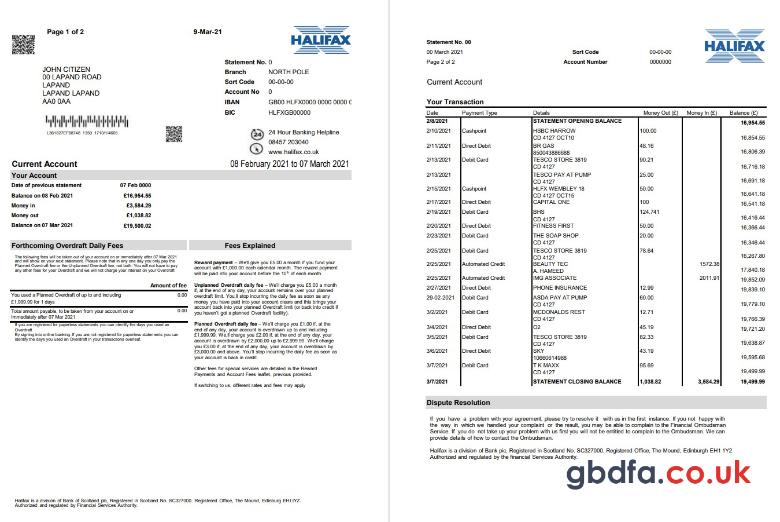 Page 1 of 2
9-Mar-21
HALIFAX
JOHN CITIZEN
00 LAPAND ROAD
LAPAND
LAPAND LAPAND
AA0 0AA
Statement No. 0
Branch NORTH POLE
Sort Code 00-00-00
Account No 0
IBAN GB00 HLFX0000 0000 0000 0
BIC HLFXGB00000
24 Hour Banking Helpline
08457 203040
www.halifax.co.uk
Current Account
08 February 2021 to 07 March 2021
Your Account
Date of previous statement 07 Feb 0000
Balance on 08 Feb 2021 £16,954.55
Money in £3,584.29
Money out £1,038.82
Balance on 07 Mar 2021 £19,500.02
Forthcoming Overdraft Daily Fees
Amount of fee
You used a Planned Overdraft of up to and including
£1,099.99 for 1 days 0.00
Total amount payable, to be taken from your account on or
immediately after 07 Mar 2021 0.00
Fees Explained
Other fees for special services are detailed in the Reward
Payments and Account Fees leaflet, previous provided.
If switching to us, different rates and fees may apply
Halifax is a division of Bank of Scotland plc, Registered in Scotland No. SC327000, Registered Office, The Mound, Edinburg EH1IYZ.
Authorized and regulated by Financial Services Authority.
Statement No. 00
00 March 2021
Page 2 of 2
Sort Code 00-00-00
Account Number 0000000
HALIFAX
Current Account
Your Transaction
Date Payment Type Details Money Out (£) Money In (£) Balance (£)
2/8/2021 STATEMENT OPENING BALANCE 16,954.55
2/10/2021 Cashpoint HSBC HARROW 100.00
CD 4127 OCT10 16,854.55
2/11/2021 Direct Debit BR GAS 48.16
850043886688 16,806.39
2/13/2021 Debit Card TESCO STORE 3819 90.21
CD 4127 16,716.18
2/13/2021 TESCO PAY AT PUMP 25.00
CD 4127 16,691.18
2/15/2021 Cashpoint HLFX WEMBLEY 18 50.00
CD 4127 OCT15 16,641.18
2/17/2021 Direct Debit CAPITAL ONE 100 16,541.18
2/19/2021 Debit Card BHS 124.741
CD 4127 16,416.44
2/20/2021 Direct Debit FITNESS FIRST 50.00 16,366.44
2/23/2021 Debit Card THE SOAP SHOP 20.00
CD 4127 16,346.44
2/25/2021 Debit Card TESCO STORE 3819 78.64
CD 4127 16,267.80
2/25/2021 Automated Credit BEAUTY TEC 1572.38
A. HAMEED 17,840.18
2/25/2021 Automated Credit IMG ASSOCIATE 2011.91 19,852.09
2/27/2021 Direct Debit PHONE INSURANCE 12.99 19,839.10
29-02-2021 Debit Card ASDA PAY AT PUMP 60.00
CD 4127 19,779.10
3/2/2021 Debit Card MCDONALDS REST 12.71
CD 4127 19,766.39
3/4/2021 Direct Debit O2 45.19 19,721.20
3/5/2021 Debit Card TESCO STORE 3819 82.33
CD 4127 19,638.87
3/6/2021 Direct Debit SKY 43.19
19,595.68
3/7/2021 Debit Card T K MAXX 95.69
CD 4127 19,499.99
3/7/2021 STATEMENT CLOSING BALANCE 1,038.82 3,584.29 19,499.99
Dispute Resolution
If you have a problem with your agreement, please try to resolve it with us in the first instance. If you not happy with
the way in which we handled your complaint or the result, you may be able to complain to the Financial Ombudsman
Service. If you do not take up your problem with us first you will not be entitled to complain to the Ombudsman. We can
provide details of how to contact the Ombudsman.
Halifax is a division of Bank plc, Registered in Scotland No. SC327000, Registered Office, The Mound, Edinburgh EH1 1YZ
Authorized and regulated by the financial Services Authority.
gbdfa.co.uk